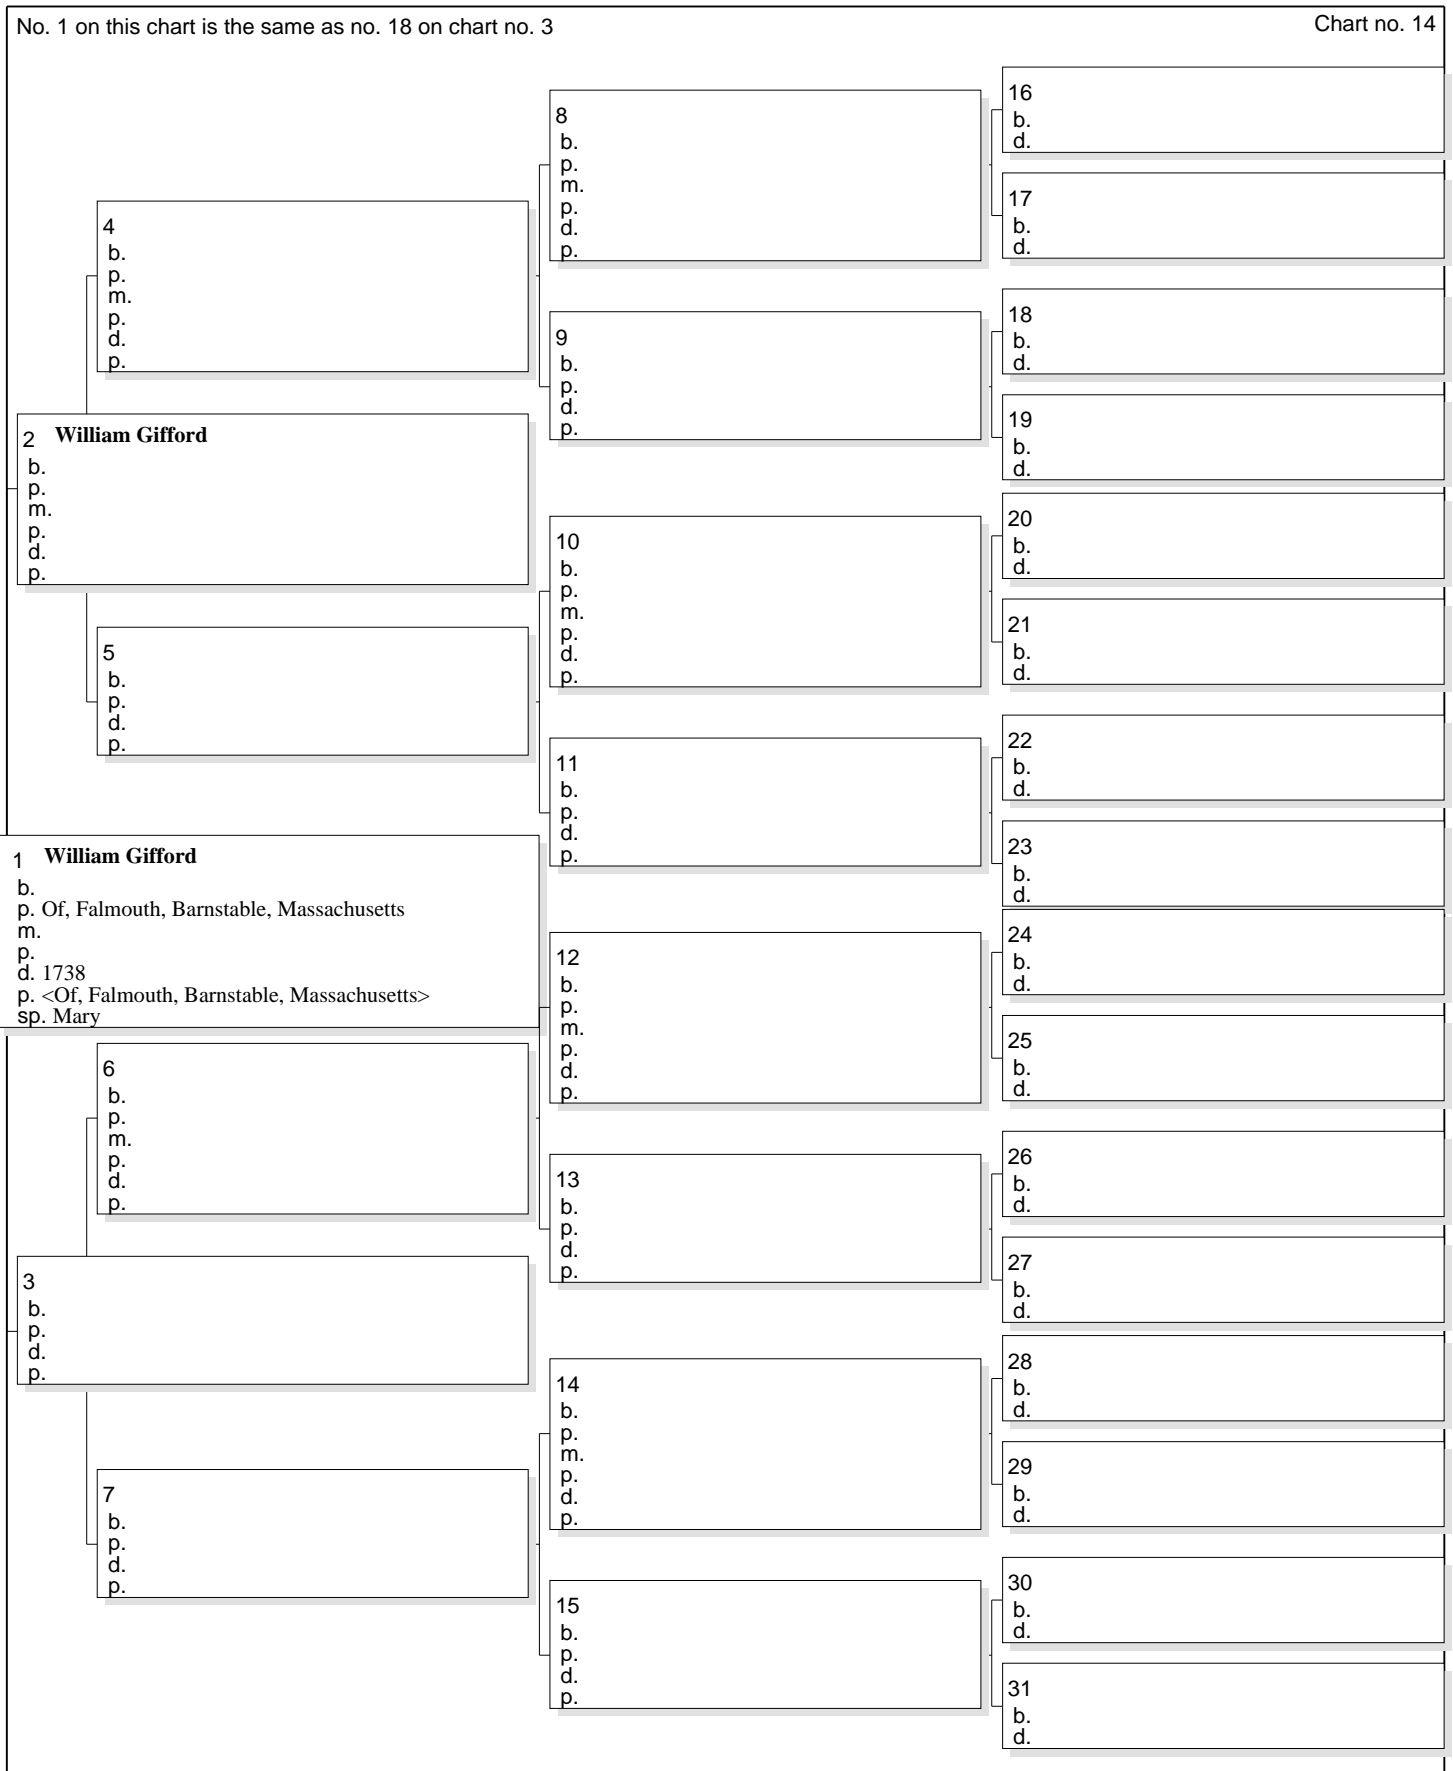 No. 1 on this chart is the same as no. 18 on chart no. 3
Chart no. 14
16
b.
d.
8
b.
p.
m.
p.
d.
p.
17
b.
d.
4
b.
p.
m.
p.
d.
p.
18
b.
d.
9
b.
p.
d.
p.
19
b.
d.
2 William Gifford
b.
p.
m.
p.
d.
p.
20
b.
d.
10
b.
p.
m.
p.
d.
p.
21
b.
d.
5
b.
p.
d.
p.
22
b.
d.
11
b.
p.
d.
p.
23
b.
d.
1 William Gifford
b.
p. Of, Falmouth, Barnstable, Massachusetts
m.
p.
d. 1738
p. <Of, Falmouth, Barnstable, Massachusetts>
sp. Mary
24
b.
d.
12
b.
p.
m.
p.
d.
p.
25
b.
d.
6
b.
p.
m.
p.
d.
p.
26
b.
d.
13
b.
p.
d.
p.
27
b.
d.
3
b.
p.
d.
p.
28
b.
d.
14
b.
p.
m.
p.
d.
p.
29
b.
d.
7
b.
p.
d.
p.
30
b.
d.
15
b.
p.
d.
p.
31
b.
d.